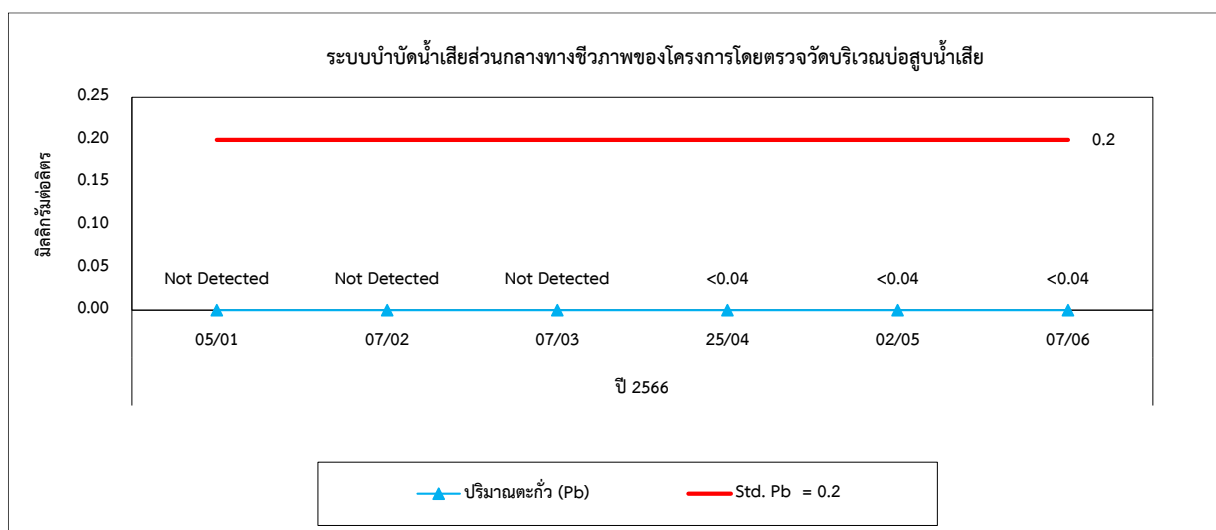 ระบบบำบัดน้ำเสียส่วนกลางทางชีวภาพของโครงการโดยตรวจวัดบริเวณบ่อสูบน้ำเสีย
มิลลิกรัมต่อลิตร
0.25
0.20
0.15
0.10
0.05
0.00
0.2
Not Detected Not Detected Not Detected <0.04 <0.04 <0.04
05/01 07/02 07/03 25/04 02/05 07/06
ปี 2566
ปริมาณตะกั่ว (Pb) Std. Pb = 0.2